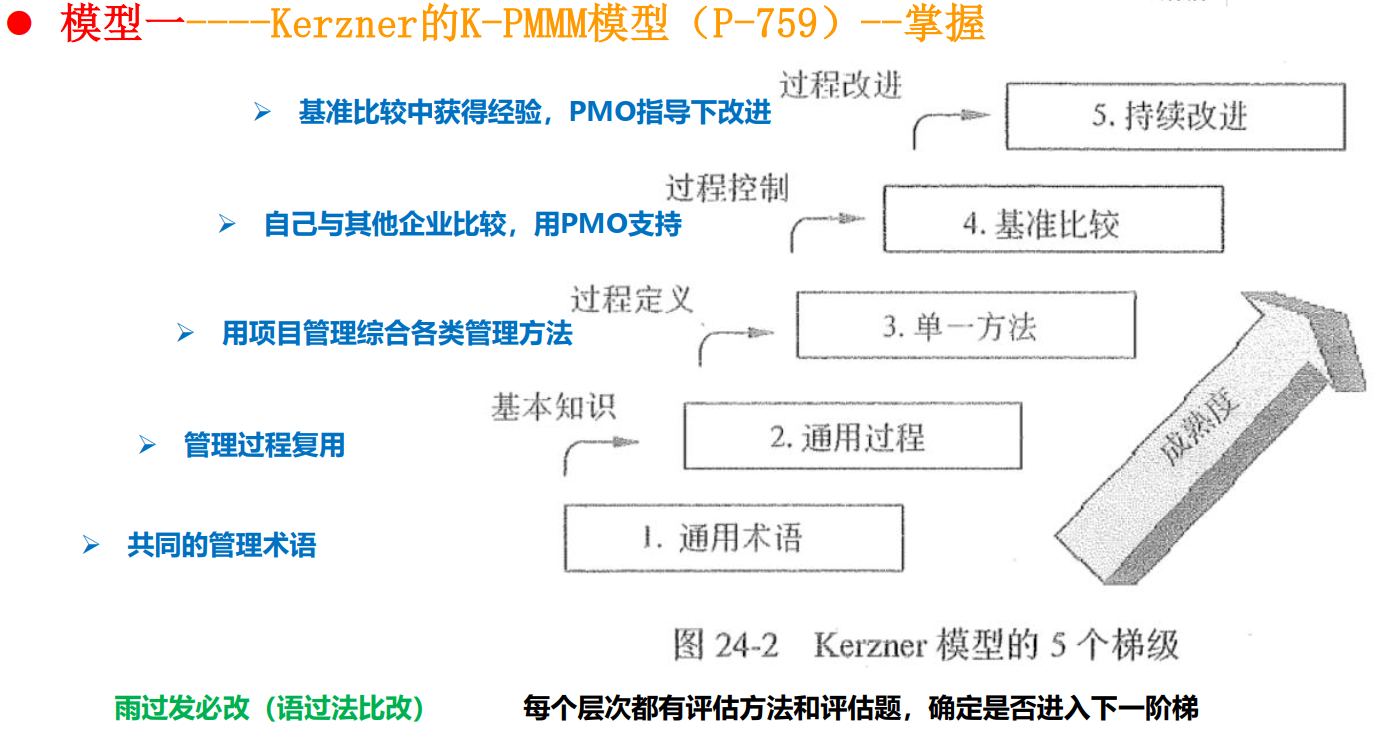 ● 模型一----Kerzner的K-PMMM模型（P-759）--掌握
过程改进
➢ 基准比较中获得经验，PMO指导下改进
5. 持续改进
过程控制
➢ 自己与其他企业比较，用PMO支持
4. 基准比较
过程定义
➢ 用项目管理综合各类管理方法
3. 单一方法
基本知识
➢ 管理过程复用
2. 通用过程
➢ 共同的管理术语
1. 通用术语
成熟度
图 24-2 Kerzner 模型的 5 个梯级
雨过发必改（语过法比改）
每个层次都有评估方法和评估题，确定是否进入下一阶梯